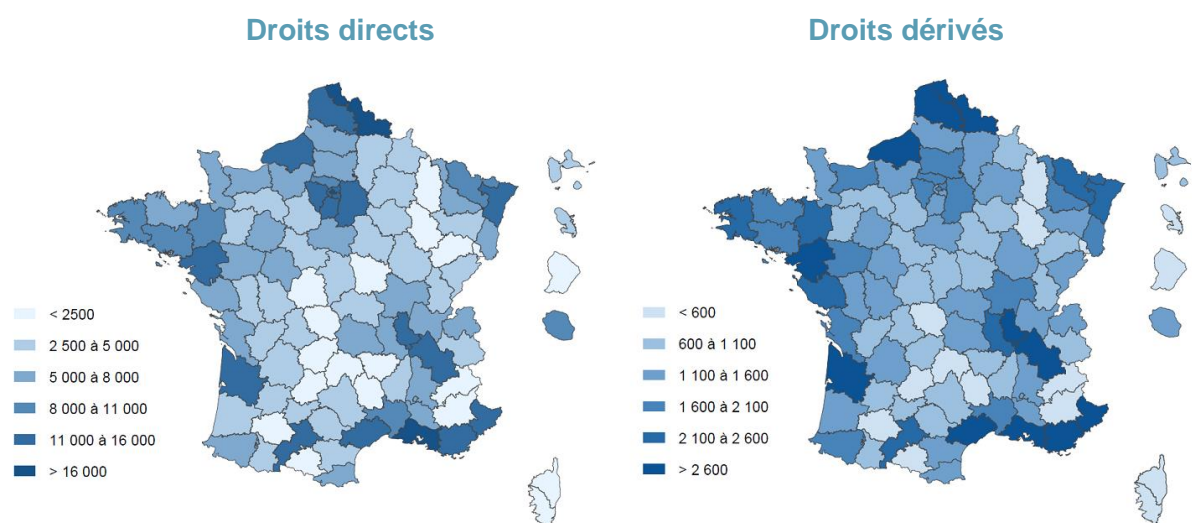 Droits directs
< 2500
2 500 à 5 000
5 000 à 8 000
8 000 à 11 000
11 000 à 16 000
> 16 000
Droits dérivés
< 600
600 à 1 100
1 100 à 1 600
1 600 à 2 100
2 100 à 2 600
> 2 600